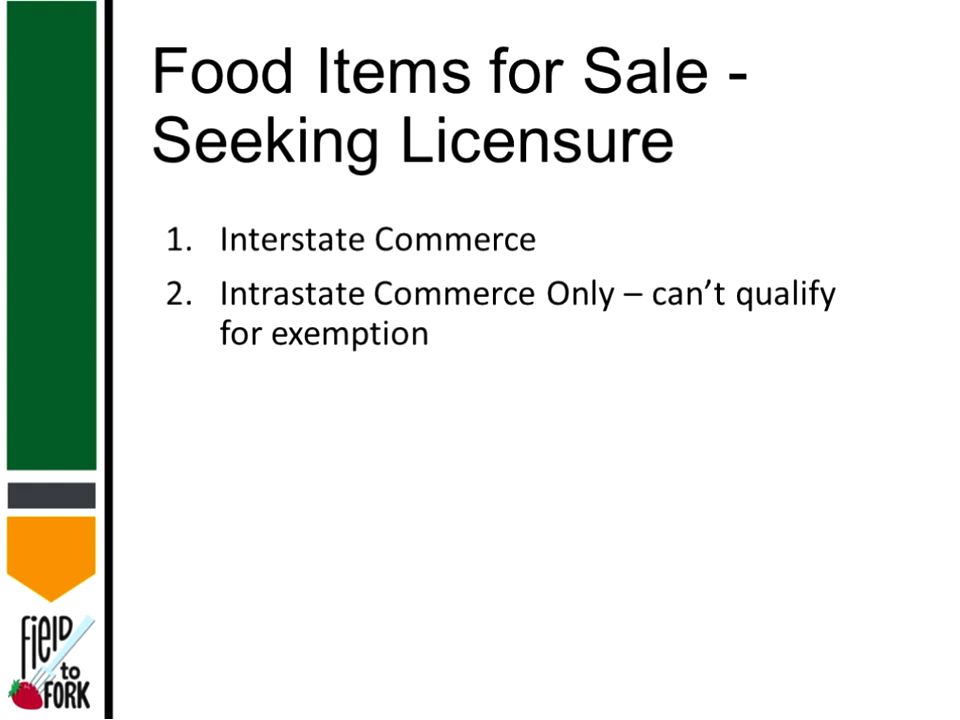 Food Items for Sale -
Seeking Licensure
1. Interstate Commerce
2. Intrastate Commerce Only – can’t qualify
for exemption
FiElD
to
FORK